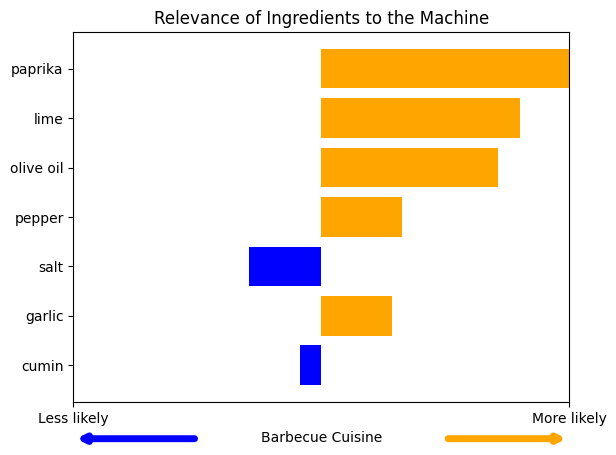 Relevance of Ingredients to the Machine
paprika
lime
olive oil
pepper
salt
garlic
cumin
Less likely
More likely
Barbecue Cuisine